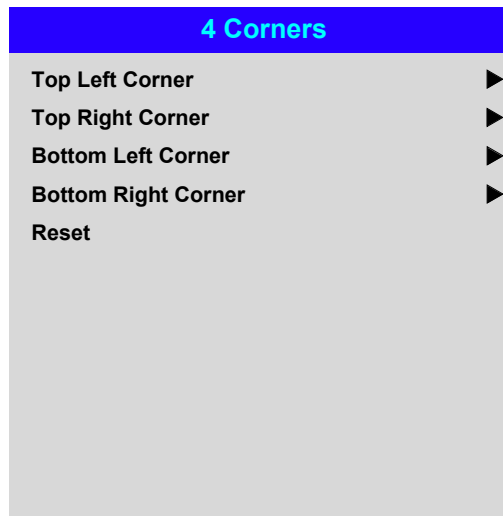 4 Corners
Top Left Corner
Top Right Corner
Bottom Left Corner
Bottom Right Corner
Reset